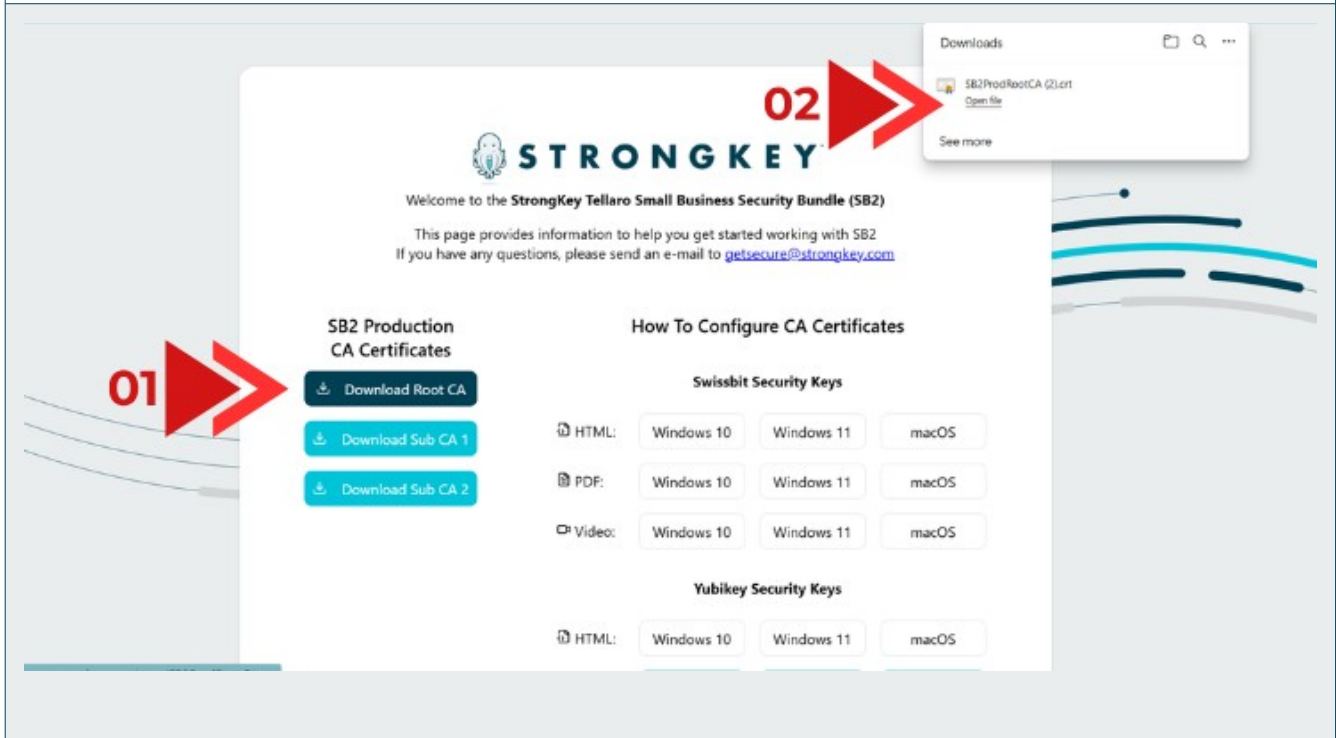 Downloads
SB2ProdRootCA (2).crt
Open file
See more
02
STRONGKEY
Welcome to the StrongKey Tellaro Small Business Security Bundle (SB2)
This page provides information to help you get started working with SB2
If you have any questions, please send an e-mail to getsecure@strongkey.com
SB2 Production
CA Certificates
01
Download Root CA
Download Sub CA 1
Download Sub CA 2
How To Configure CA Certificates
Swissbit Security Keys
HTML: Windows 10 Windows 11 macOS
PDF: Windows 10 Windows 11 macOS
Video: Windows 10 Windows 11 macOS
Yubikey Security Keys
HTML: Windows 10 Windows 11 macOS